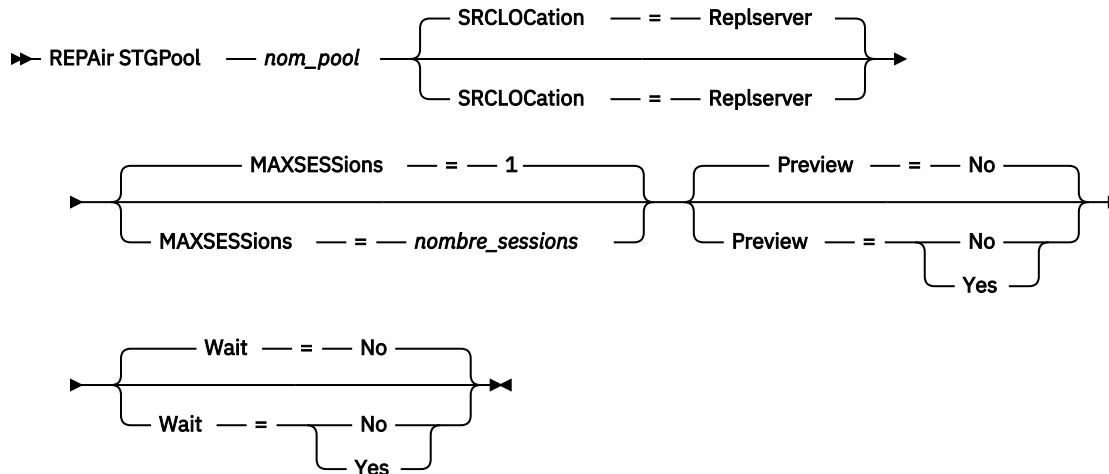 SRCLOCation = Replserver
REPAir STGPool nom_pool
SRCLOCation = Replserver
MAXSESSions = 1 Preview = No
MAXSESSions = nombre_sessions Preview = No
Yes
Wait = No
Wait = No
Yes